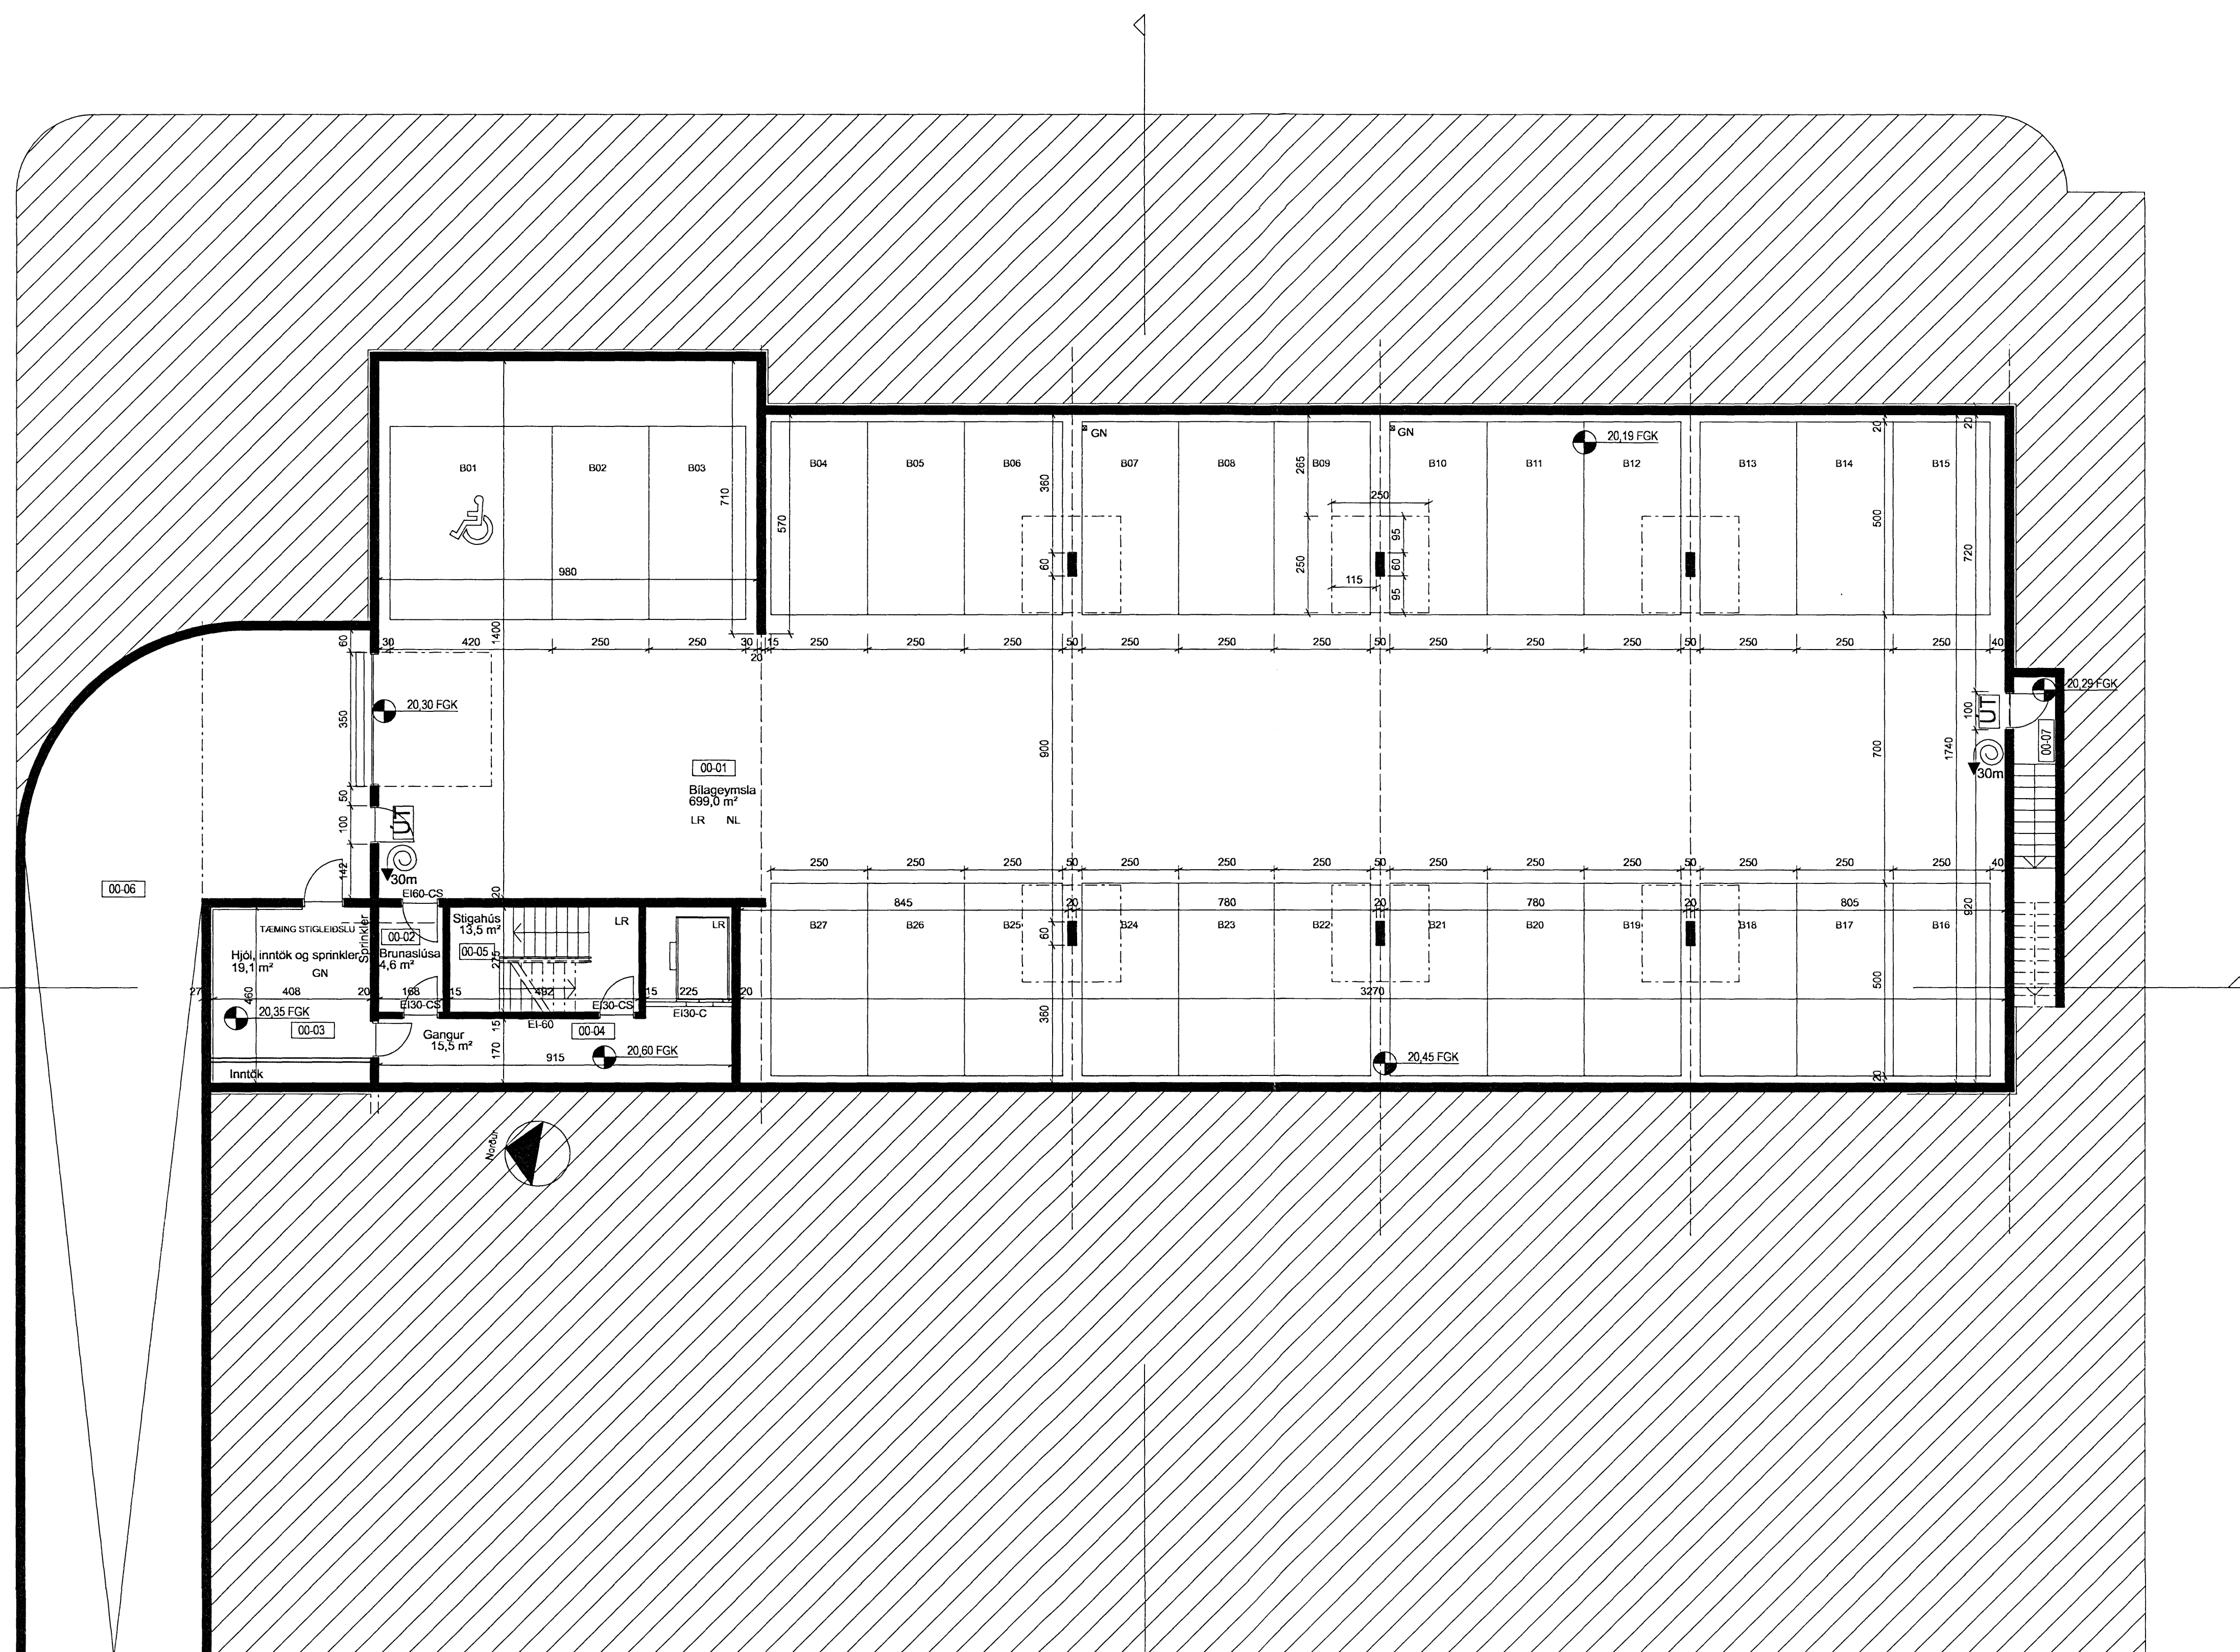 B01
B02
B03
B04
B05
B06
B07
B08
B09
B10
B11
B12
B13
B14
B15
GN
GN
20,19 FGK
20
20
360
265
250
710
570
500
720
95
60
95
60
250
115
980
1400
30
420
250
250
30
15
20
250
250
250
50
250
250
250
50
250
250
250
50
250
250
250
40
60
350
50
100
142
20,30 FGK
20,29 FGK
100
ÚT
00-07
30m
00-01
Bílageymsla
699,0 m²
LR NL
900
700
1740
ÚT
30m
00-06
EI60-CS
20
250
250
250
50
250
250
250
50
250
250
250
50
250
250
250
40
845
20
780
20
780
20
805
920
B27
B26
B25
B24
B23
B22
B21
B20
B19
B18
B17
B16
60
TÆMING STIGLEIÐSLU
Sprinkler
00-02
Brunaslúsa
4,6 m²
Stigahús
13,5 m²
00-05
LR
LR
275
Hjól, inntök og sprinkler
19,1 m²
GN
27
408
20
168
15
492
15
225
20
3270
460
500
360
EI30-CS
EI30-CS
EI30-C
EI-60
20,35 FGK
00-03
00-04
Gangur
15,5 m²
15
170
915
20,60 FGK
20,45 FGK
20
Inntök
Norður